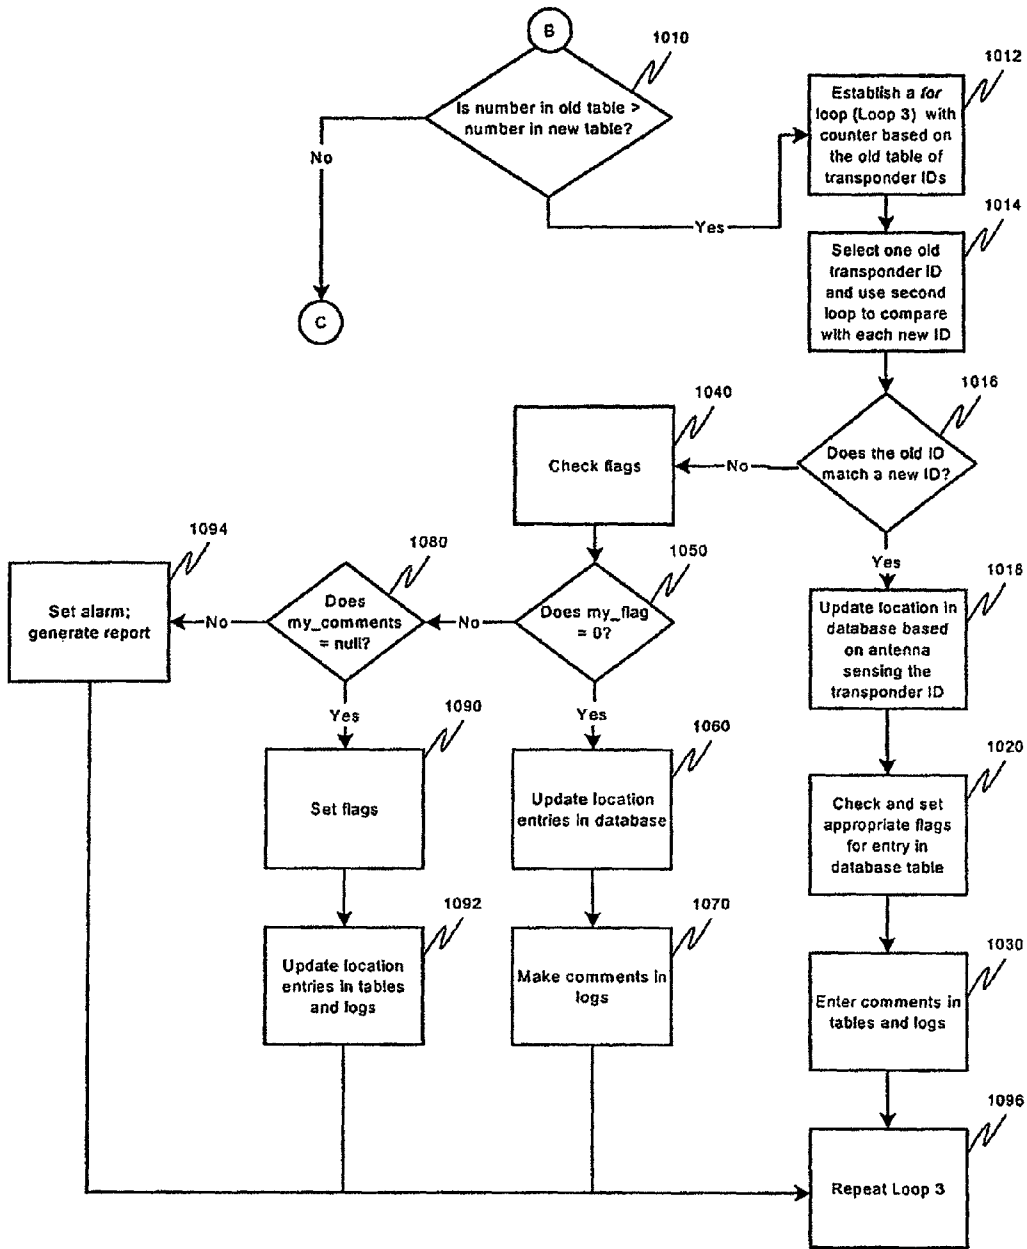 B
1010
Is number in old table >
number in new table?
No
Yes
C
1012
Establish a for
loop (Loop 3) with
counter based on
the old table of
transponder IDs
1014
Select one old
transponder ID
and use second
loop to compare
with each new ID
1016
Does the old ID
match a new ID?
No
Yes
1040
Check flags
1050
Does my_flag
= 0?
No
Yes
1080
Does
my_comments
= null?
No
Yes
1094
Set alarm;
generate report
1018
Update location in
database based
on antenna
sensing the
transponder ID
1090
Set flags
1060
Update location
entries in database
1020
Check and set
appropriate flags
for entry in
database table
1092
Update location
entries in tables
and logs
1070
Make comments in
logs
1030
Enter comments in
tables and logs
1096
Repeat Loop 3